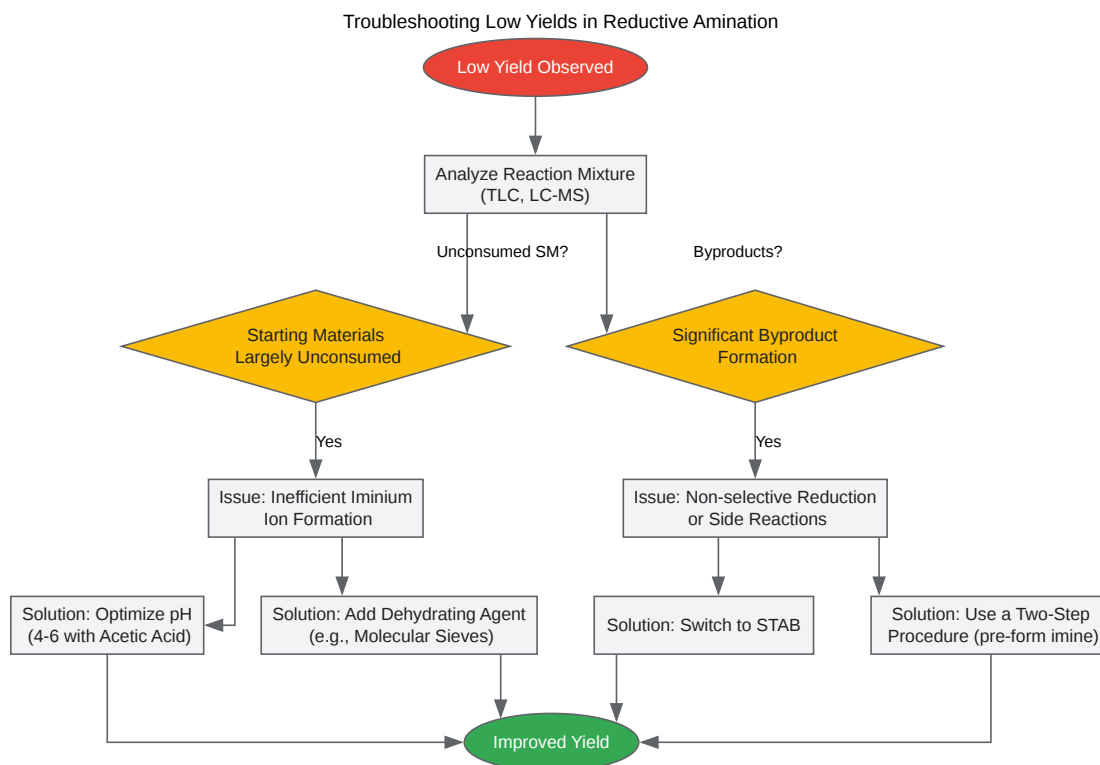 Troubleshooting Low Yields in Reductive Amination
Low Yield Observed
Analyze Reaction Mixture
(TLC, LC-MS)
Unconsumed SM?
Byproducts?
Starting Materials
Largely Unconsumed
Significant Byproduct
Formation
Yes
Yes
Issue: Inefficient Iminium
Ion Formation
Issue: Non-selective Reduction
or Side Reactions
Solution: Optimize pH
(4-6 with Acetic Acid)
Solution: Add Dehydrating Agent
(e.g., Molecular Sieves)
Solution: Switch to STAB
Solution: Use a Two-Step
Procedure (pre-form imine)
Improved Yield